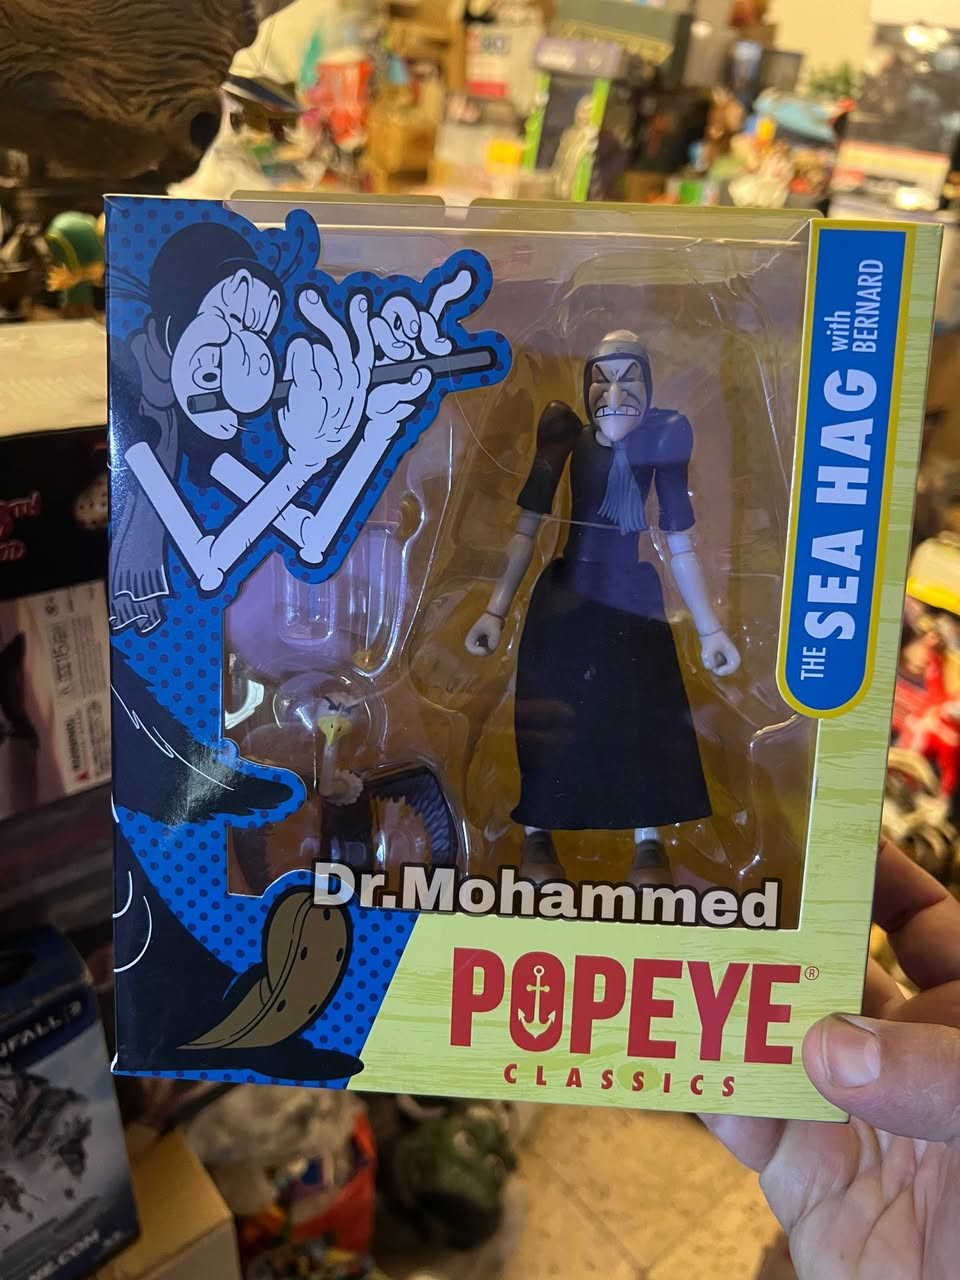 THE SEA HAG with BERNARD
Dr.Mohammed
POPEYE®
CLASSICS